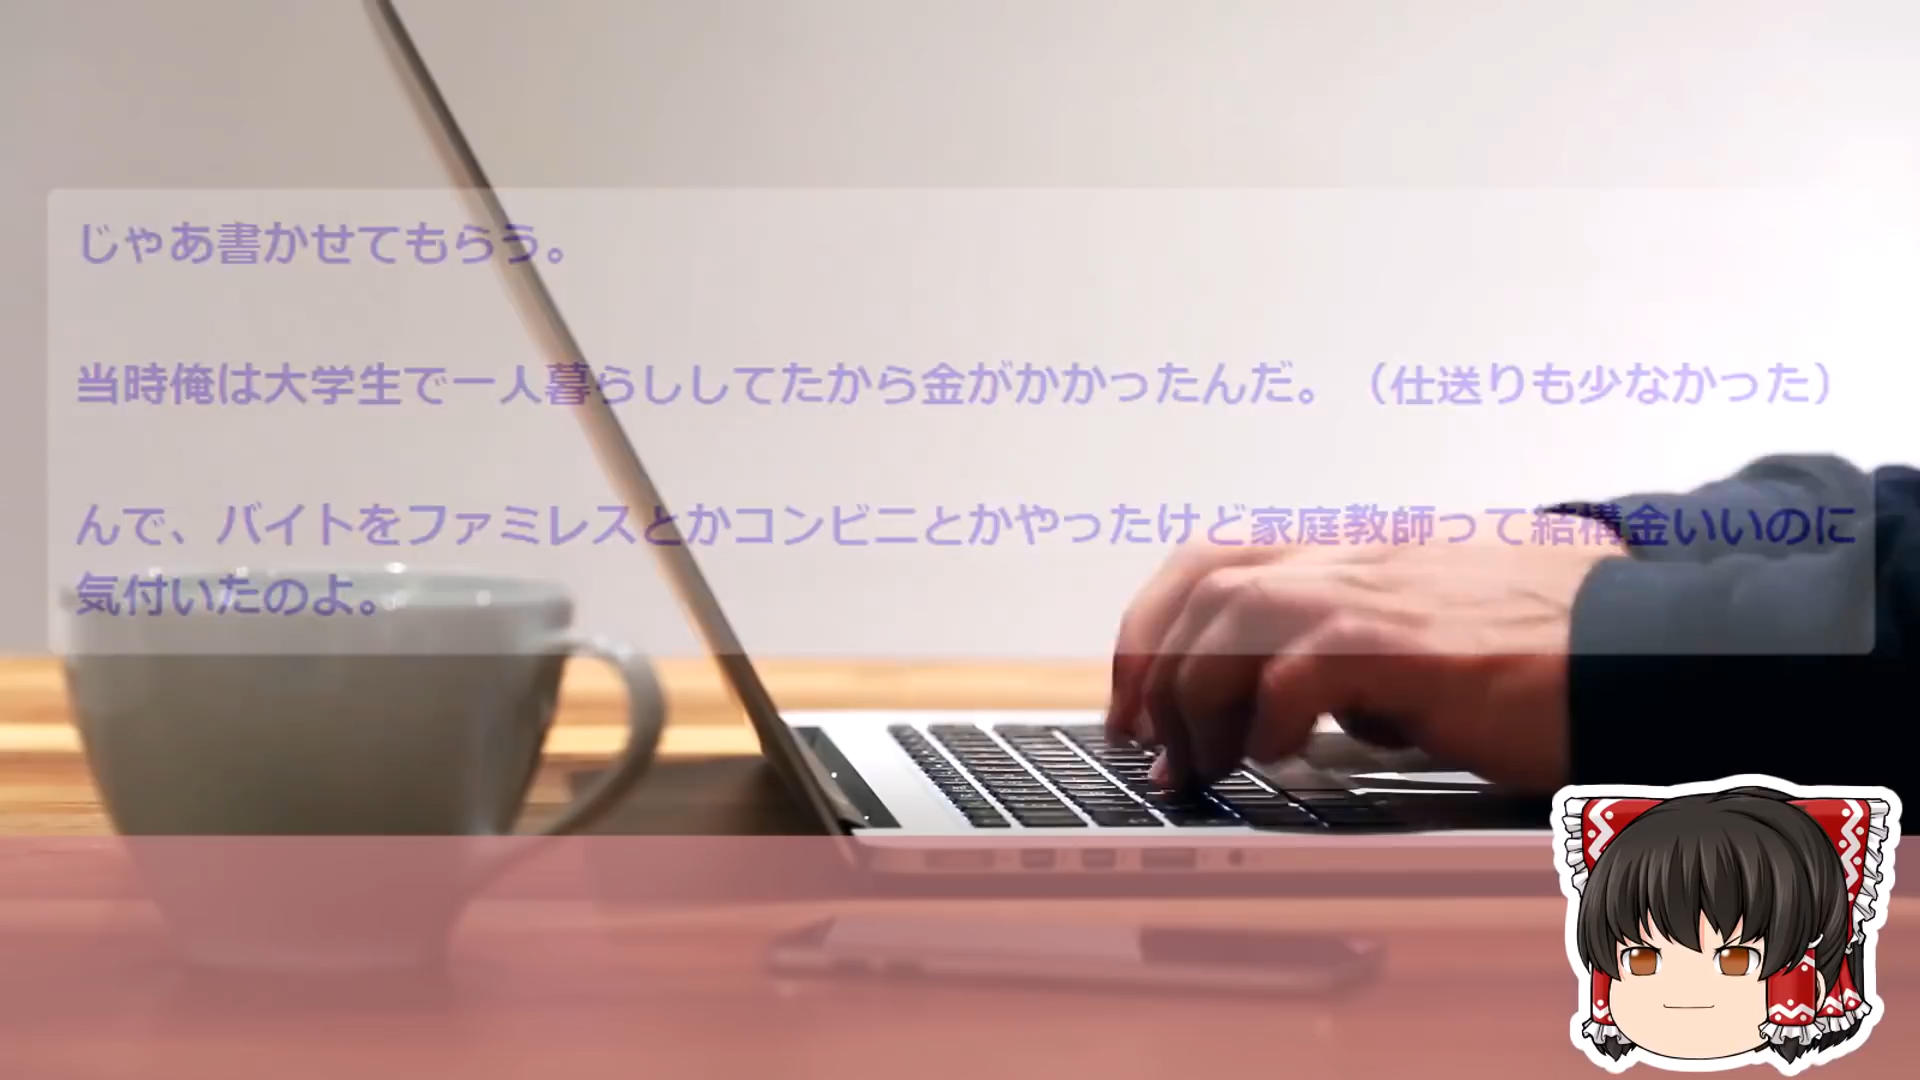 じゃあ書かせてもらう。
当時俺は大学生で一人暮らししてたから金がかかったんだ。（仕送りも少なかった）
んで、バイトをファミレスとかコンビニとかやったけど家庭教師って結構金いいのに
気付いたのよ。